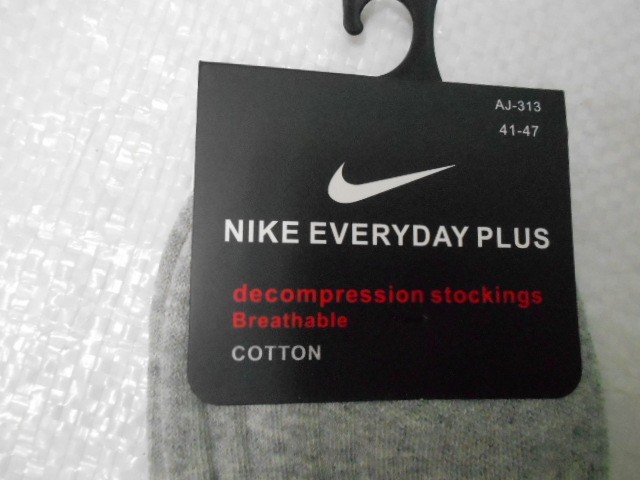 AJ-313
41-47
NIKE EVERYDAY PLUS
decompression stockings
Breathable
COTTON